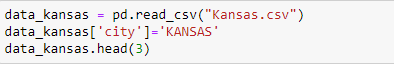 data_kansas = pd.read_csv("Kansas.csv")
data_kansas['city']='KANSAS'
data_kansas.head(3)